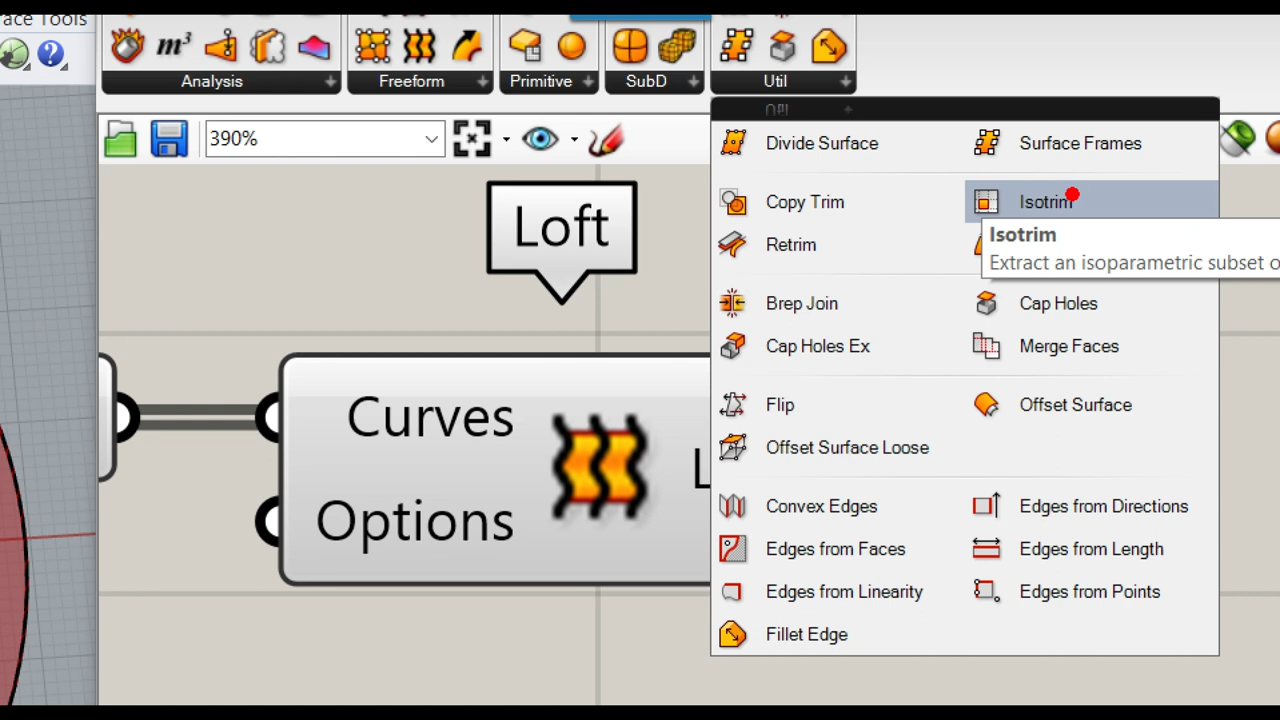 Tools
m³
Analysis
Freeform
Primitive
SubD
Util
390%
Divide Surface
Surface Frames
Copy Trim
Isotrim
Retrim
Isotrim
Extract an isoparametric subset o
Brep Join
Cap Holes
Cap Holes Ex
Merge Faces
Flip
Offset Surface
Offset Surface Loose
Convex Edges
Edges from Directions
Edges from Faces
Edges from Length
Edges from Linearity
Edges from Points
Fillet Edge
Loft
Curves
L
Options